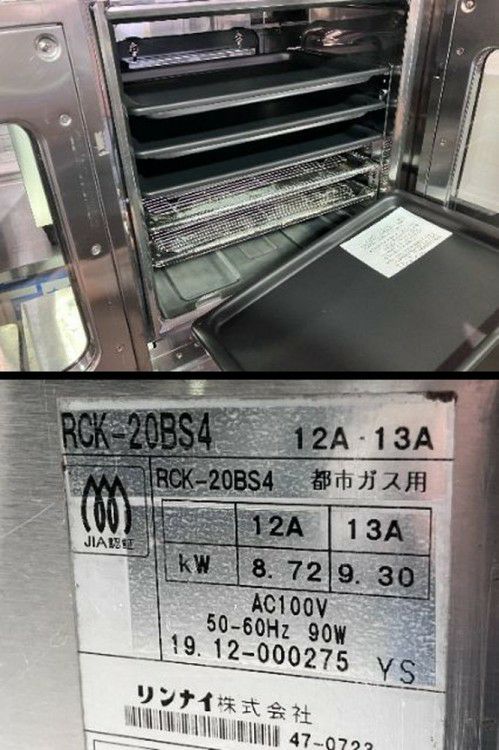 RCK-20BS4 12A・13A
JIA認証
RCK-20BS4 都市ガス用
12A 13A
kW 8.72 9.30
AC100V
50-60Hz 90W
19.12-000275 YS
リンナイ株式会社